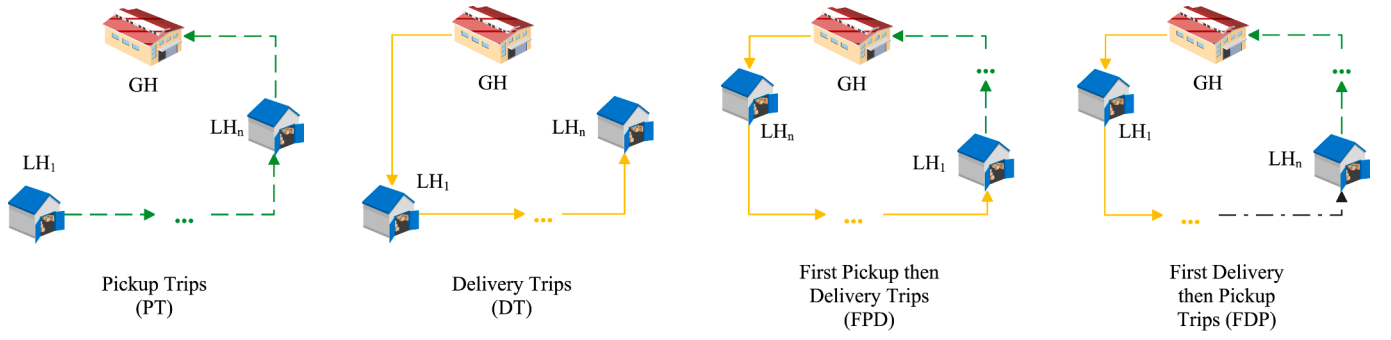 GH
LHn
LH1
...
Pickup Trips
(PT)
GH
LHn
LH1
...
Delivery Trips
(DT)
GH
LHn
...
LH1
...
First Pickup then
Delivery Trips
(FPD)
GH
LH1
...
LHn
...
First Delivery
then Pickup
Trips (FDP)